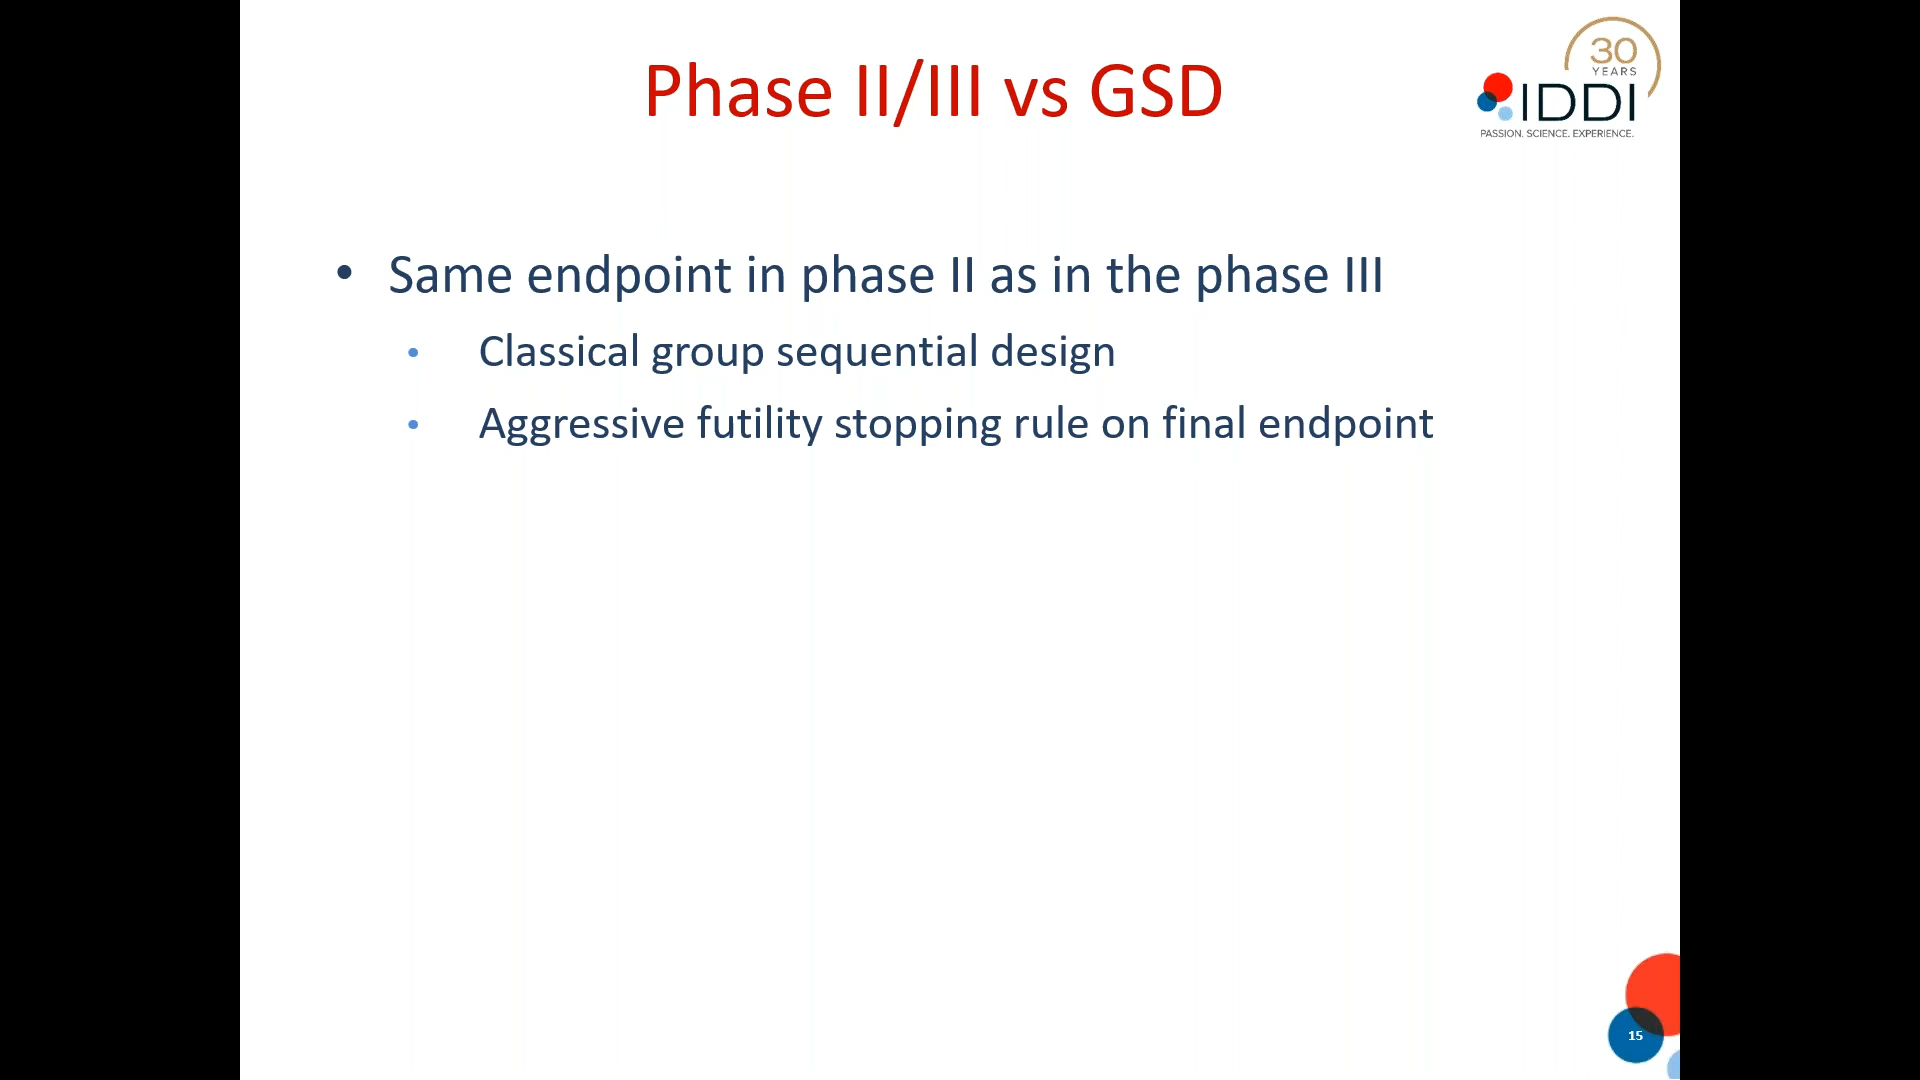 30
YEARS
IDDI
PASSION. SCIENCE. EXPERIENCE.
Phase II/III vs GSD
• Same endpoint in phase II as in the phase III
• Classical group sequential design
• Aggressive futility stopping rule on final endpoint
15